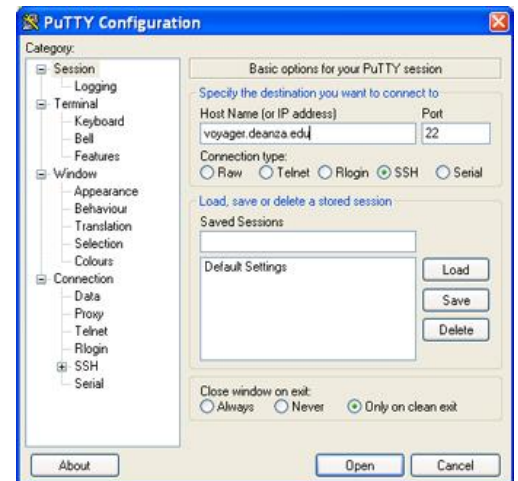 PuTTY Configuration
Category:
Session
Logging
Terminal
Keyboard
Bell
Features
Window
Appearance
Behaviour
Translation
Selection
Colours
Connection
Data
Proxy
Telnet
Rlogin
SSH
Serial
Basic options for your PuTTY session
Specify the destination you want to connect to
Host Name (or IP address) Port
voyager.deanza.edu 22
Connection type:
Raw Telnet Rlogin SSH Serial
Load, save or delete a stored session
Saved Sessions
Default Settings
Load
Save
Delete
Close window on exit:
Always Never Only on clean exit
About Open Cancel